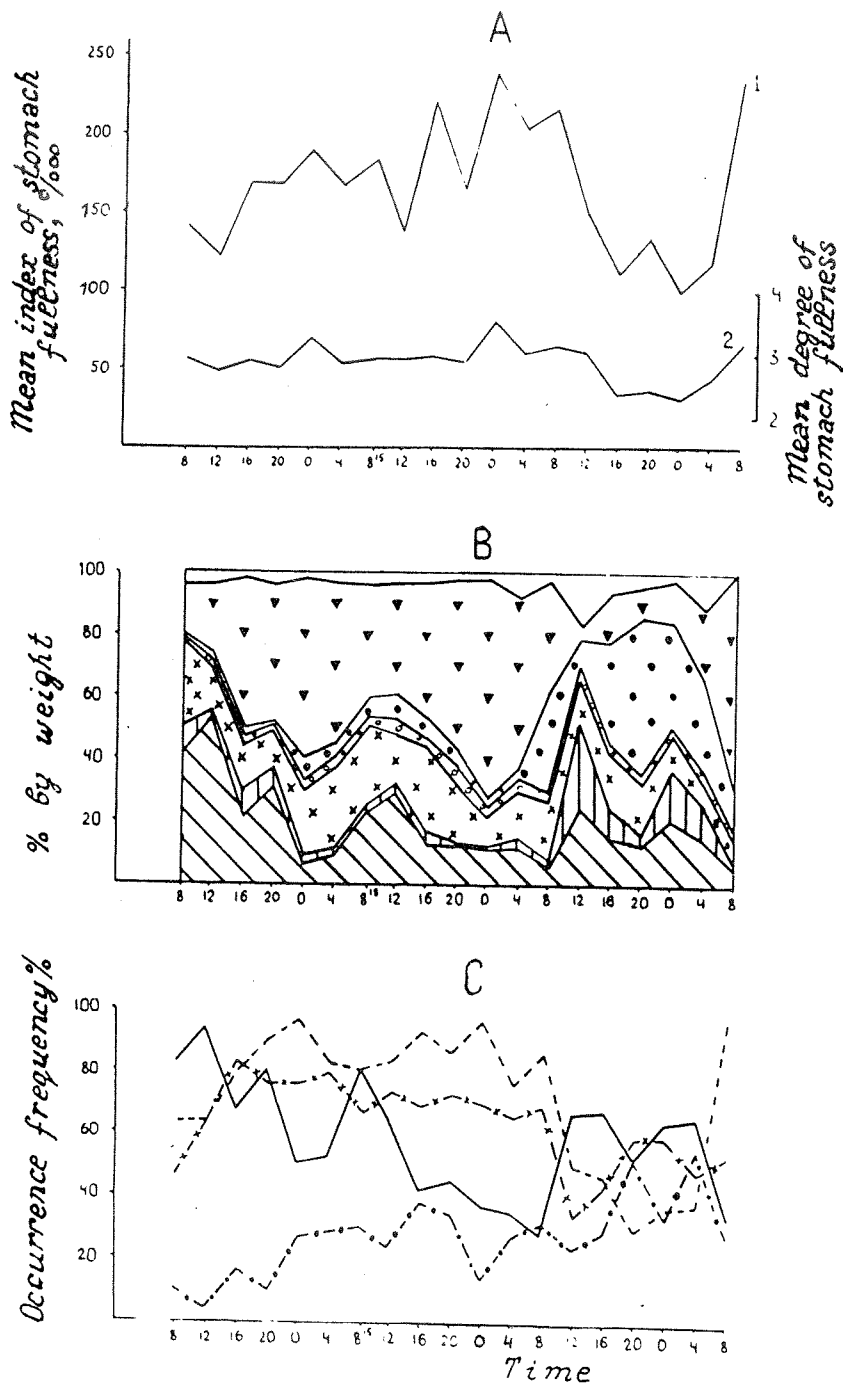 A
Mean index of stomach
fullness, %000
250
200
150
100
50
1
2
4
3
2
Mean degree of
stomach fullness
8 12 16 20 0 4 8¹⁵ 12 16 20 0 4 8 12 16 20 0 4 8
B
% by weight
100
80
60
40
20
8 12 16 20 0 4 8¹⁵ 12 16 20 0 4 8 12 16 20 0 4 8
C
Occurrence frequency%
100
80
60
40
20
8 12 16 20 0 4 8¹⁵ 12 16 20 0 4 8 12 16 20 0 4 8
Time